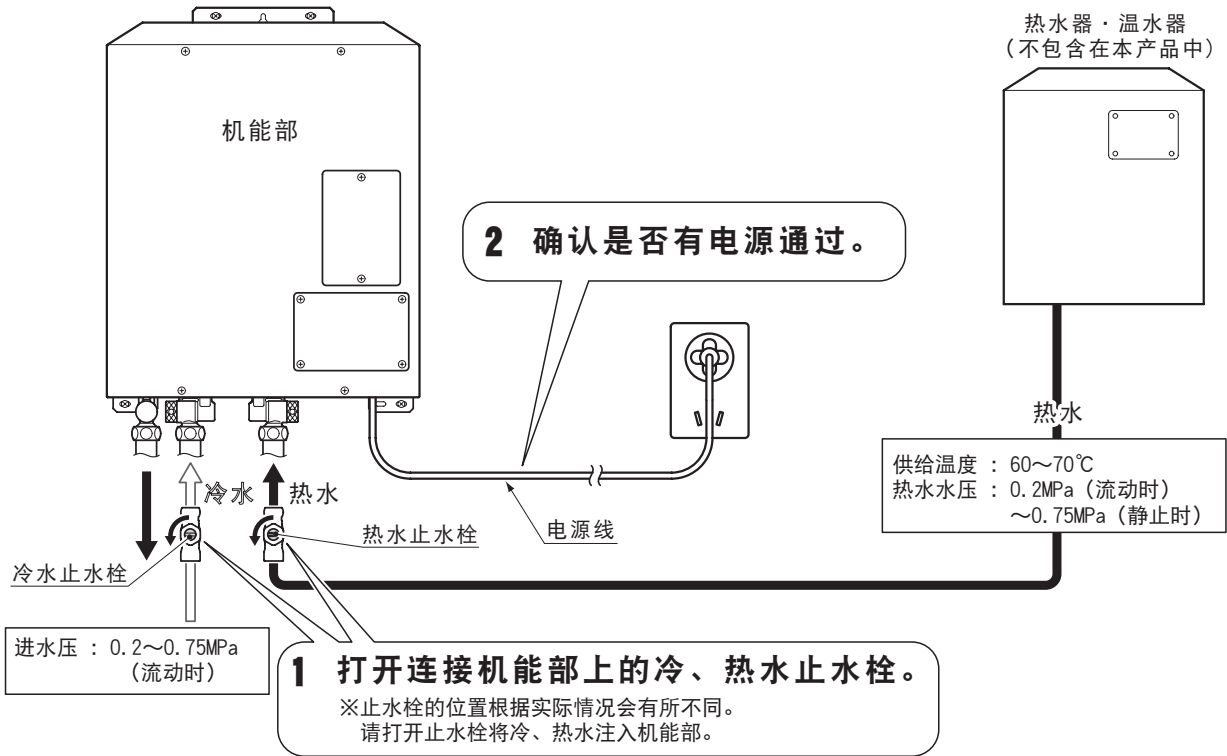 热水器·温水器
（不包含在本产品中）
机能部
2 确认是否有电源通过。
热水
供给温度 : 60～70℃
热水水压 : 0.2MPa（流动时）
～0.75MPa（静止时）
冷水
热水
热水止水栓
电源线
冷水止水栓
进水压 : 0.2～0.75MPa
（流动时）
1 打开连接机能部上的冷、热水止水栓。
※止水栓的位置根据实际情况会有所不同。
请打开止水栓将冷、热水注入机能部。